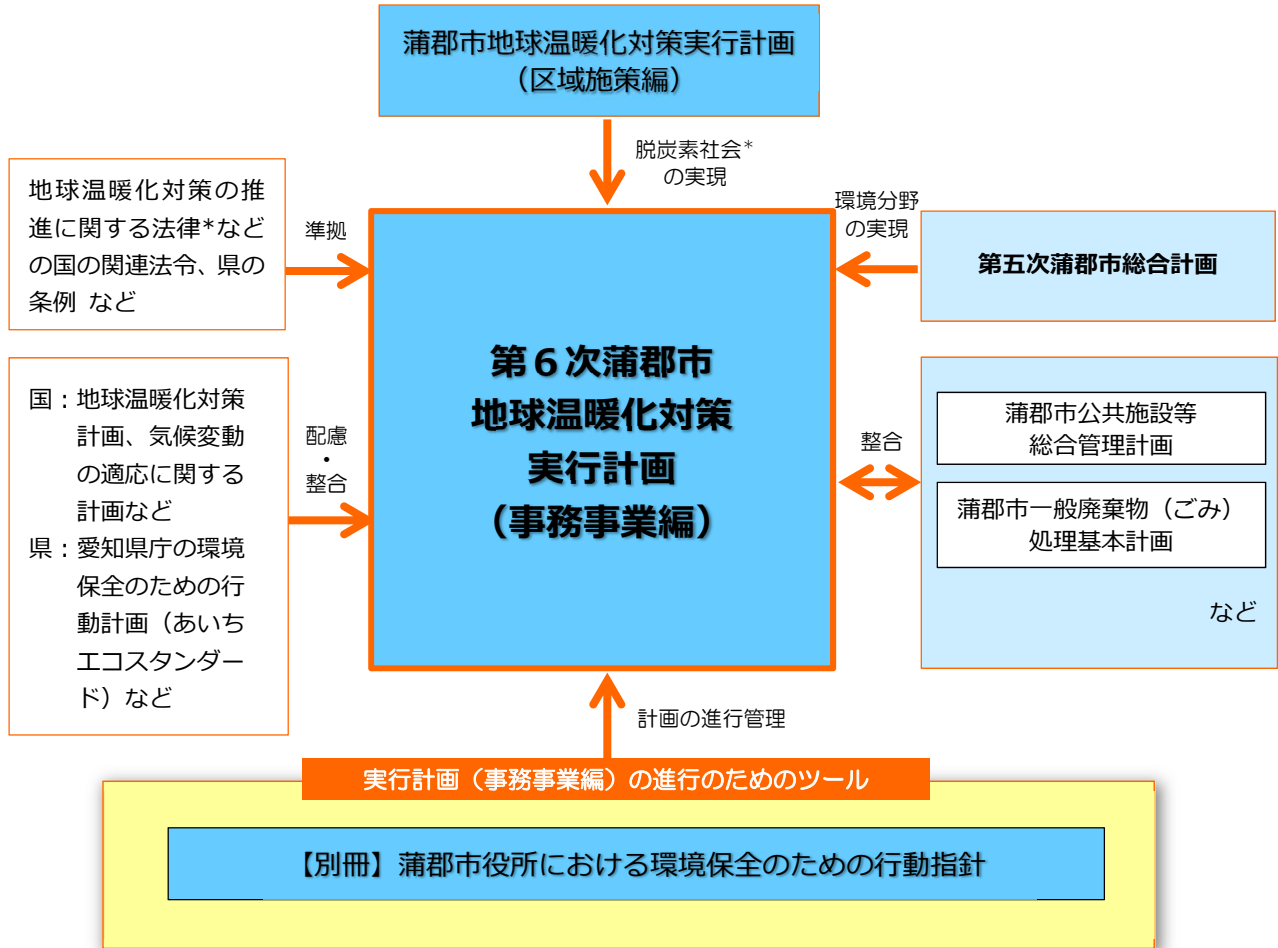 蒲郡市地球温暖化対策実行計画
（区域施策編）
脱炭素社会*
の実現
地球温暖化対策の推
進に関する法律*など
の国の関連法令、県の
条例 など
準拠
環境分野
の実現
第五次蒲郡市総合計画
第６次蒲郡市
地球温暖化対策
実行計画
（事務事業編）
国：地球温暖化対策
計画、気候変動
の適応に関する
計画など
県：愛知県庁の環境
保全のための行
動計画（あいち
エコスタンダー
ド）など
配慮
・
整合
整合
蒲郡市公共施設等
総合管理計画
蒲郡市一般廃棄物（ごみ）
処理基本計画
など
計画の進行管理
実行計画（事務事業編）の進行のためのツール
【別冊】蒲郡市役所における環境保全のための行動指針